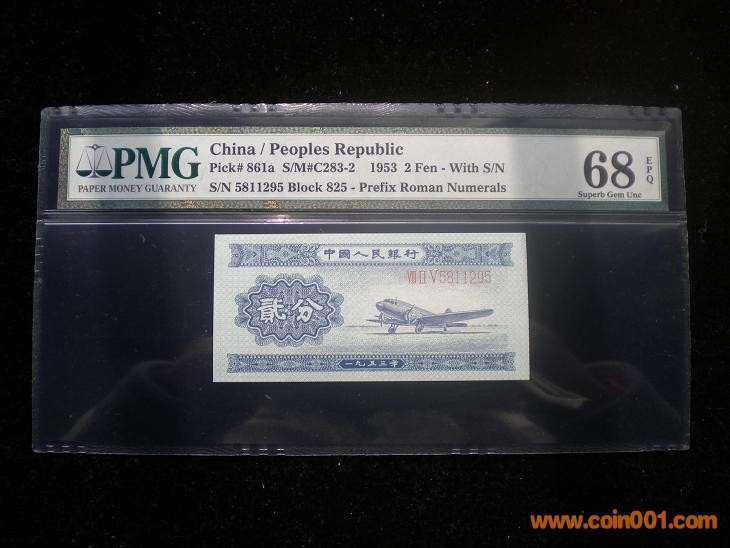 PMG
PAPER MONEY GUARANTY
China / Peoples Republic
Pick# 861a S/M#C283-2 1953 2 Fen - With S/N
S/N 5811295 Block 825 - Prefix Roman Numerals
68
EPQ
Superb Gem Unc
中國人民銀行
VIII II V 5811295
貳分
一九五三年
www.coin001.com